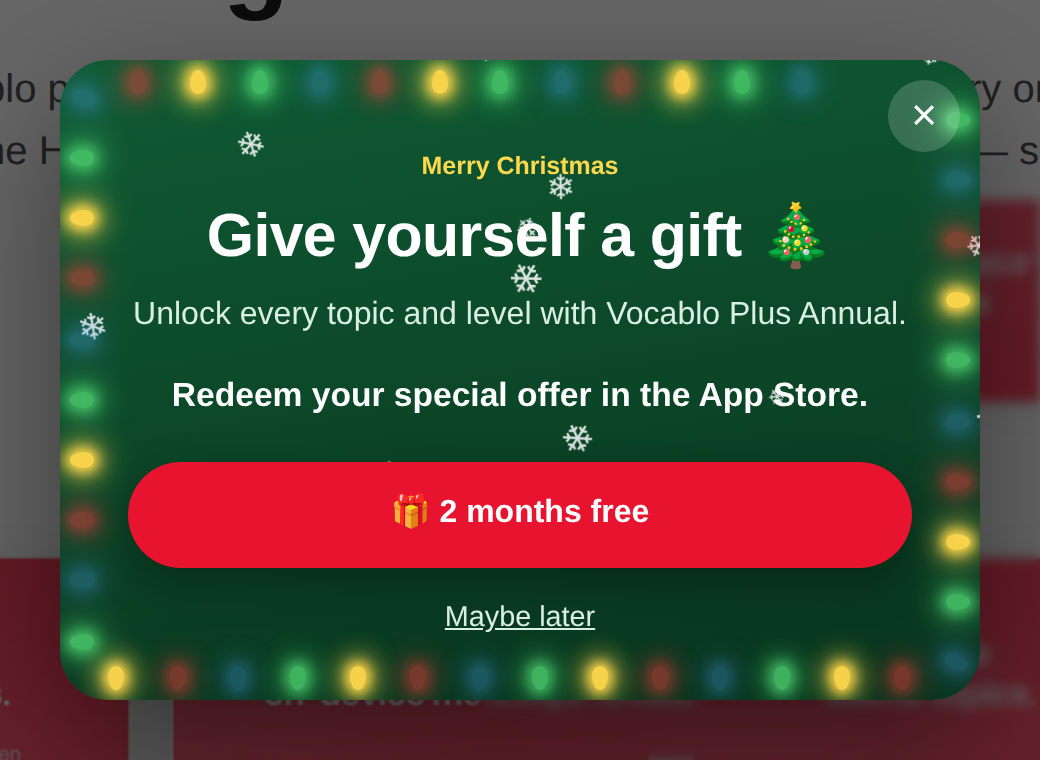 Merry Christmas
Give yourself a gift 🎄
Unlock every topic and level with Vocablo Plus Annual.
Redeem your special offer in the App Store.
🎁 2 months free
Maybe later